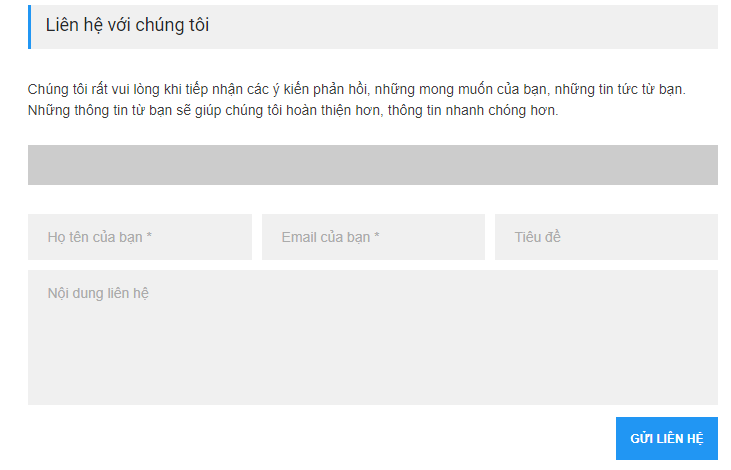 Liên hệ với chúng tôi
Chúng tôi rất vui lòng khi tiếp nhận các ý kiến phản hồi, những mong muốn của bạn, những tin tức từ bạn.
Những thông tin từ bạn sẽ giúp chúng tôi hoàn thiện hơn, thông tin nhanh chóng hơn.
Họ tên của bạn *
Email của bạn *
Tiêu đề
Nội dung liên hệ
GỬI LIÊN HỆ